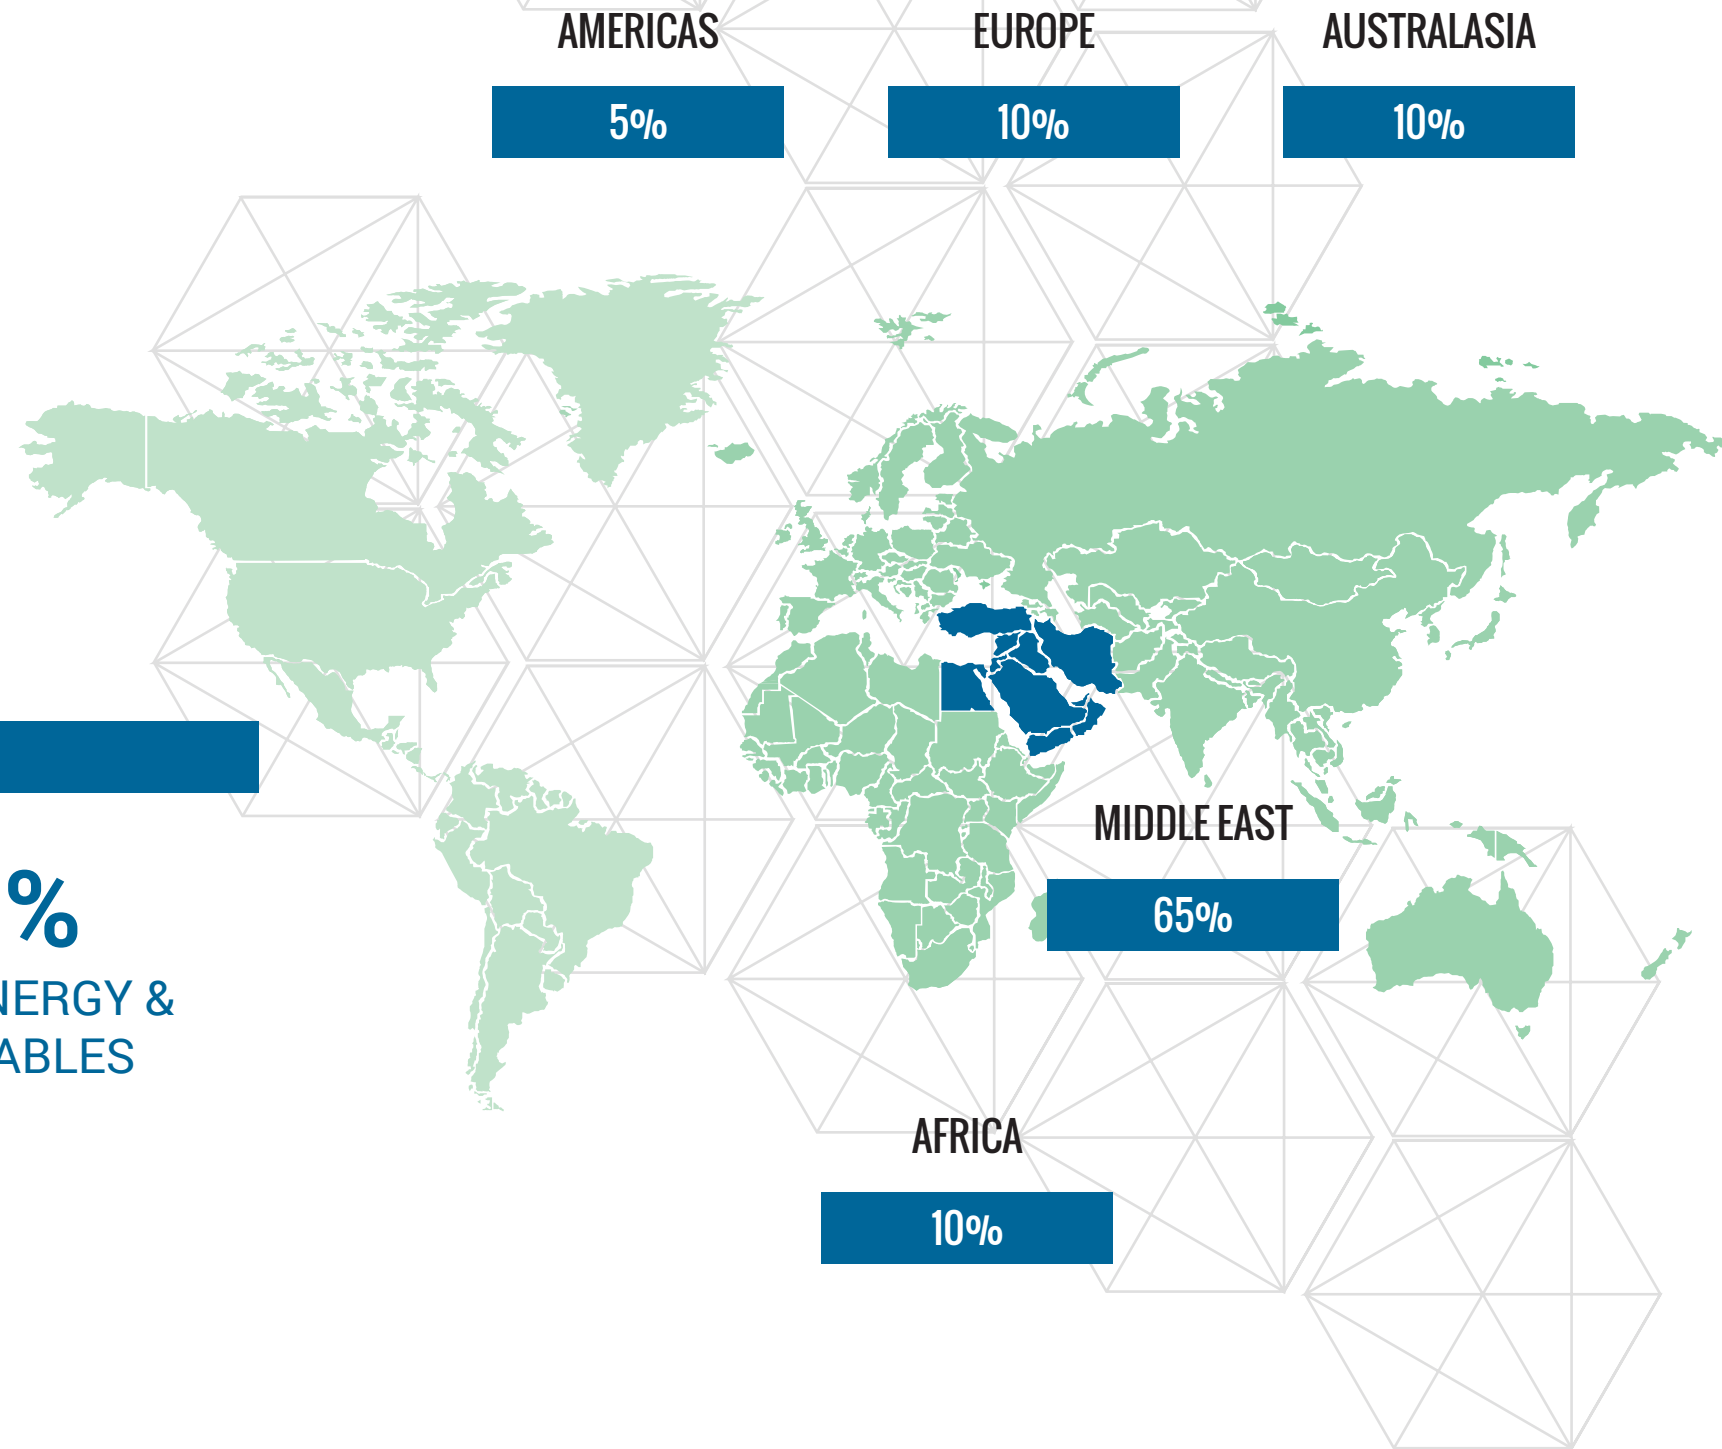 AMERICAS
EUROPE
AUSTRALASIA
5%
10%
10%
MIDDLE EAST
65%
%
NERGY &
ABLES
AFRICA
10%